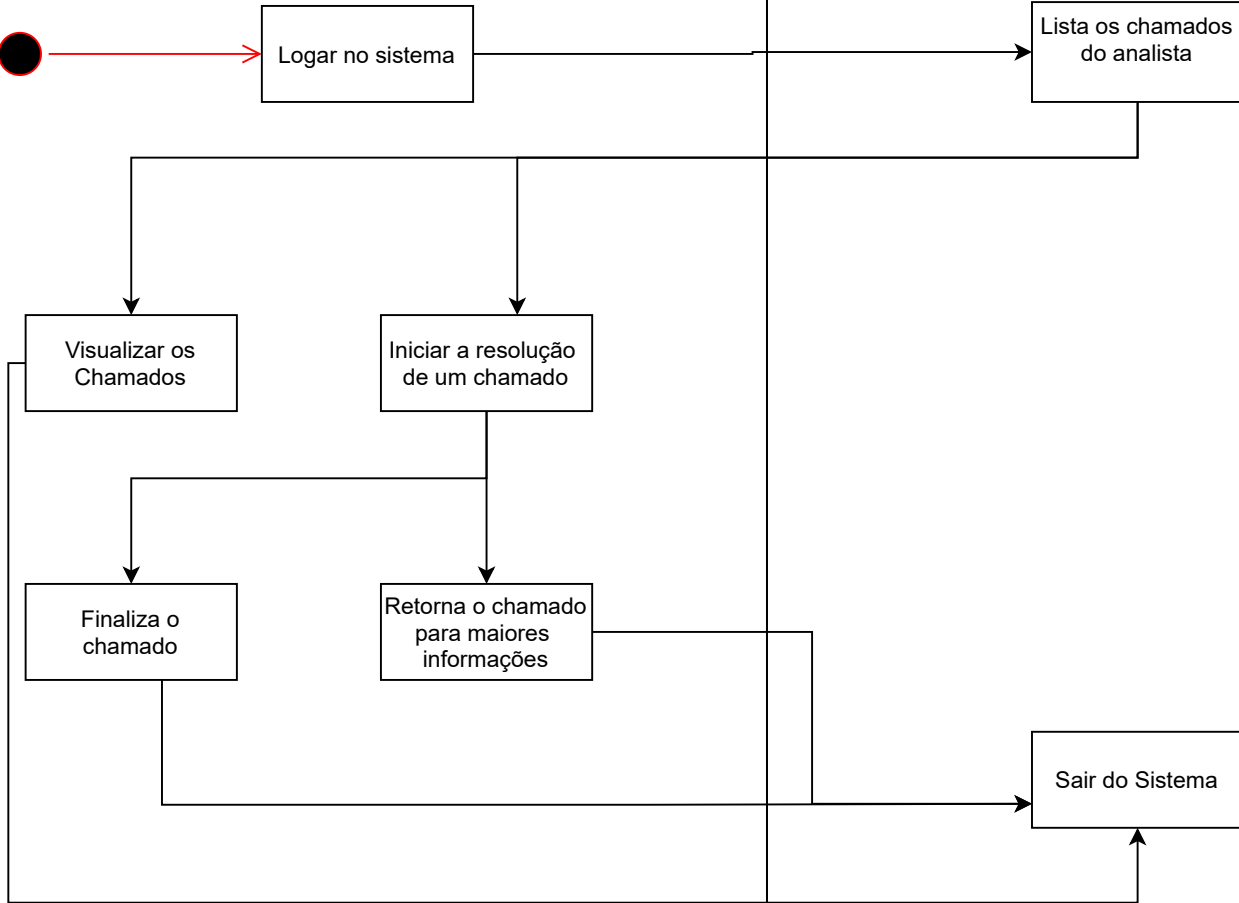 Logar no sistema
Lista os chamados
do analista
Visualizar os
Chamados
Iniciar a resolução
de um chamado
Finaliza o
chamado
Retorna o chamado
para maiores
informações
Sair do Sistema